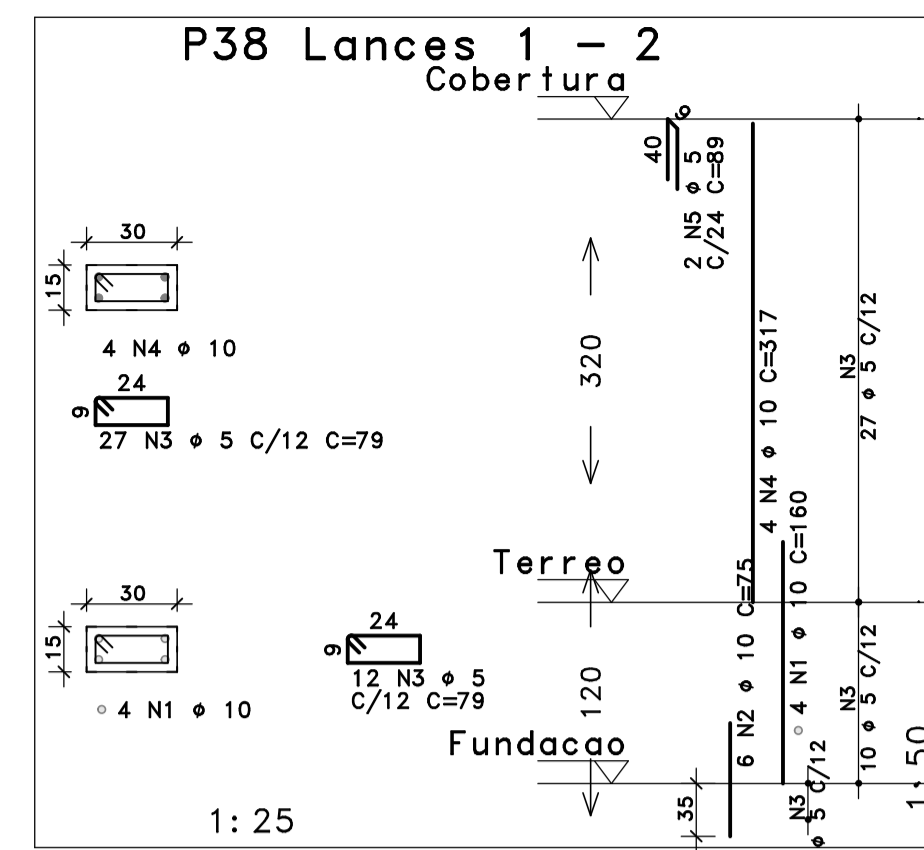 P38 Lances 1 - 2
Cobertura
40
6
2 N5 ø 5
C/24 C=89
30
15
4 N4 ø 10
24
9
27 N3 ø 5 C/12 C=79
320
4 N4 ø 10 C=317
N3
27 ø 5 C/12
Terreo
30
15
4 N1 ø 10
24
9
12 N3 ø 5
C/12 C=79
120
6 N2 ø 10 C=75
4 N1 ø 10 C=160
N3
10 ø 5 C/12
Fundacao
35
N3
ø 5 C/12
1:25